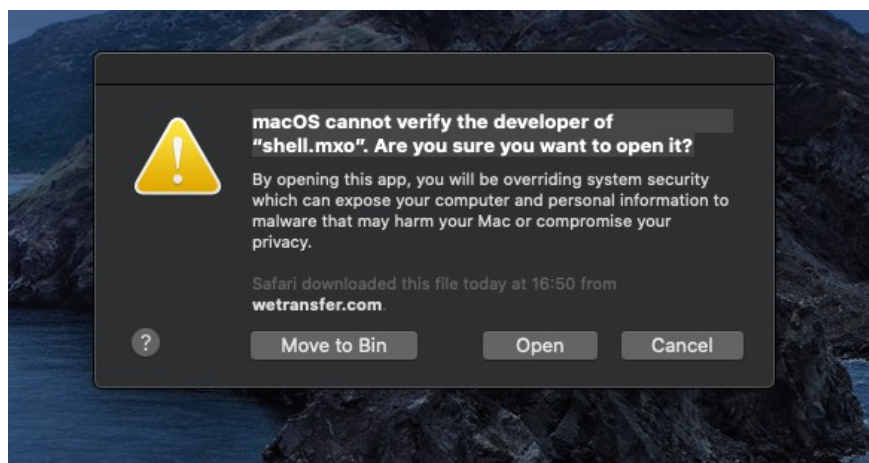 macOS cannot verify the developer of
“shell.mxo”. Are you sure you want to open it?
By opening this app, you will be overriding system security
which can expose your computer and personal information to
malware that may harm your Mac or compromise your
privacy.
Safari downloaded this file today at 16:50 from
wetransfer.com.
?
Move to Bin
Open
Cancel